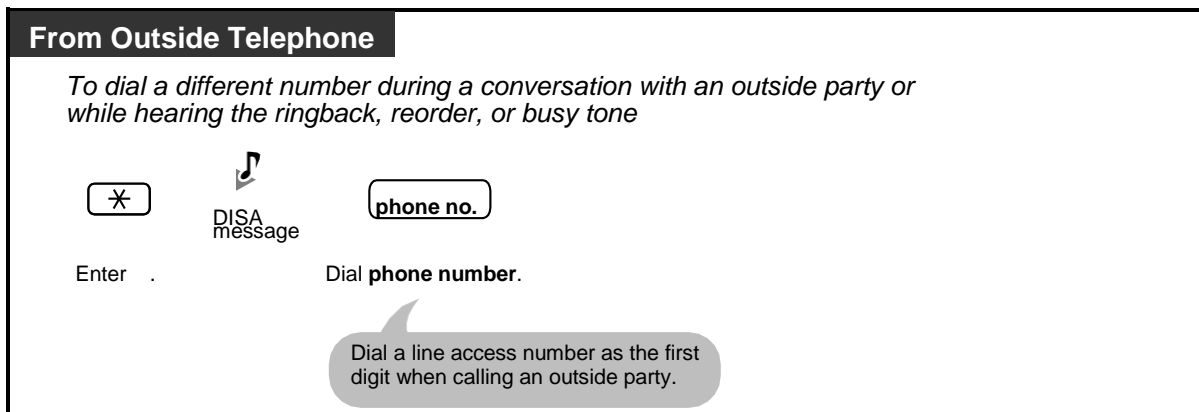 From Outside Telephone
To dial a different number during a conversation with an outside party or
while hearing the ringback, reorder, or busy tone
DISA
message
phone no.
Enter .
Dial phone number.
Dial a line access number as the first
digit when calling an outside party.